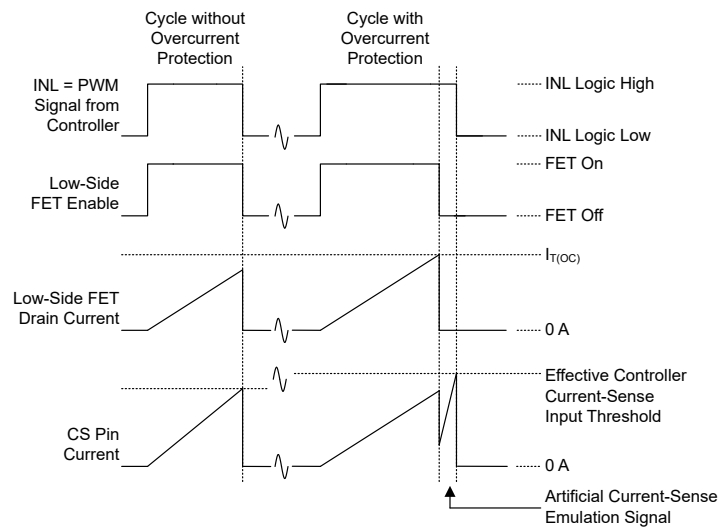 Cycle without
Overcurrent
Protection
Cycle with
Overcurrent
Protection
INL = PWM
Signal from
Controller
INL Logic High
INL Logic Low
Low-Side
FET Enable
FET On
FET Off
Low-Side FET
Drain Current
I_T(OC)
0 A
CS Pin
Current
Effective Controller
Current-Sense
Input Threshold
0 A
Artificial Current-Sense
Emulation Signal